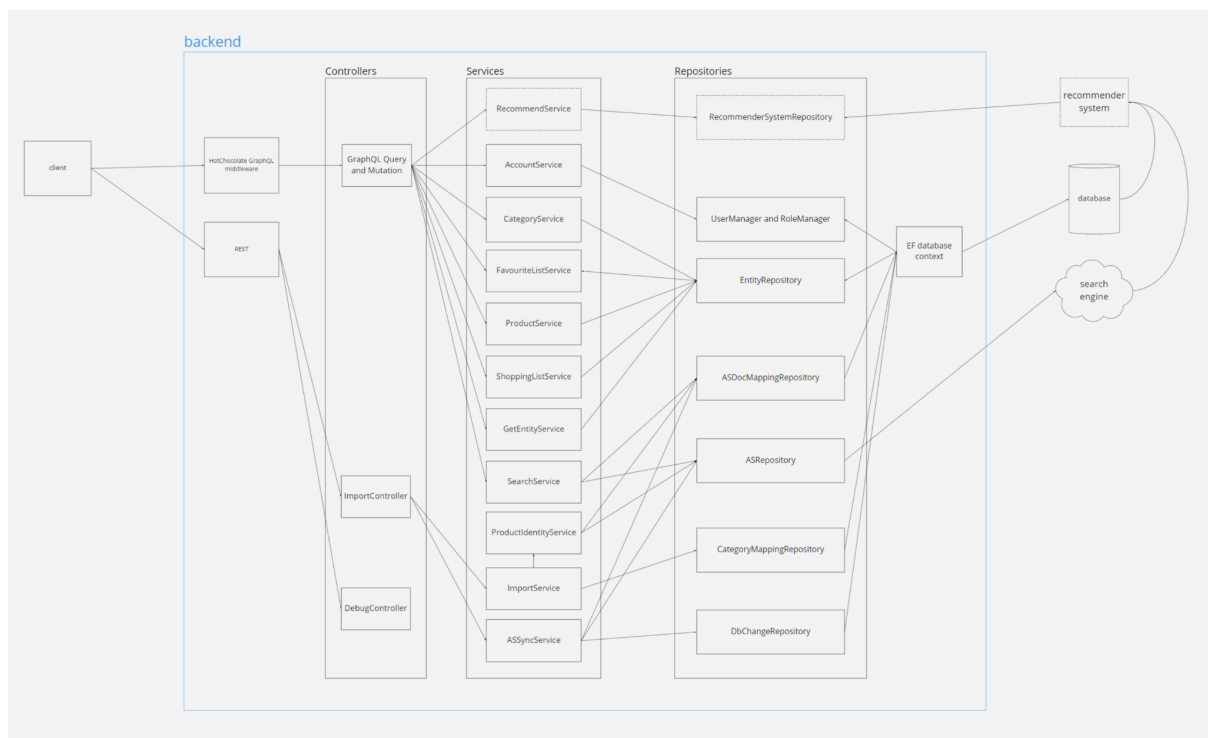 backend
Controllers
Services
Repositories
client
HotChocolate GraphQL
middleware
REST
GraphQL Query
and Mutation
ImportController
DebugController
RecommendService
AccountService
CategoryService
FavouriteListService
ProductService
ShoppingListService
GetEntityService
SearchService
ProductIdentityService
ImportService
ASSyncService
RecommenderSystemRepository
UserManager and RoleManager
EntityRepository
ASDocMappingRepository
ASRepository
CategoryMappingRepository
DbChangeRepository
EF database
context
recommender
system
database
search
engine